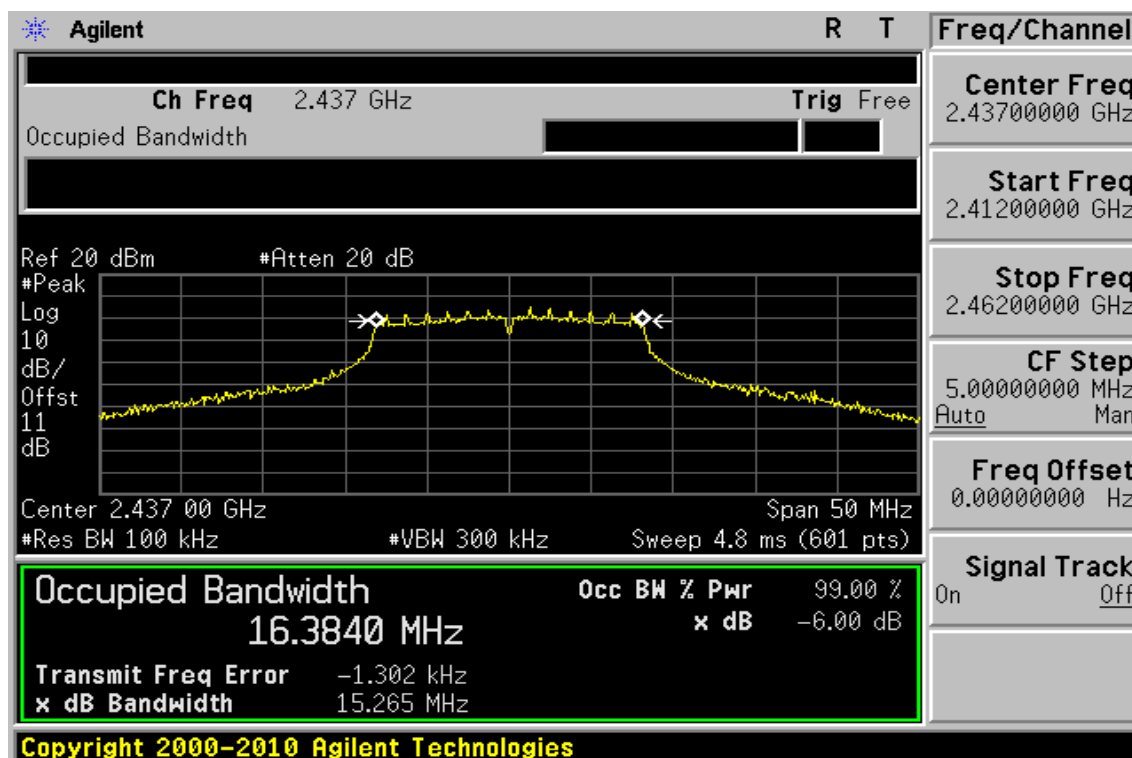 Agilent R T
Ch Freq 2.437 GHz Trig Free
Occupied Bandwidth
Ref 20 dBm #Atten 20 dB
#Peak
Log
10
dB/
Offst
11
dB
Center 2.437 00 GHz Span 50 MHz
#Res BW 100 kHz #VBW 300 kHz Sweep 4.8 ms (601 pts)
Occupied Bandwidth Occ BW % Pwr 99.00 %
16.3840 MHz x dB -6.00 dB
Transmit Freq Error -1.302 kHz
x dB Bandwidth 15.265 MHz
Copyright 2000-2010 Agilent Technologies
Freq/Channel
Center Freq
2.43700000 GHz
Start Freq
2.41200000 GHz
Stop Freq
2.46200000 GHz
CF Step
5.00000000 MHz
Auto Man
Freq Offset
0.00000000 Hz
Signal Track
On Off